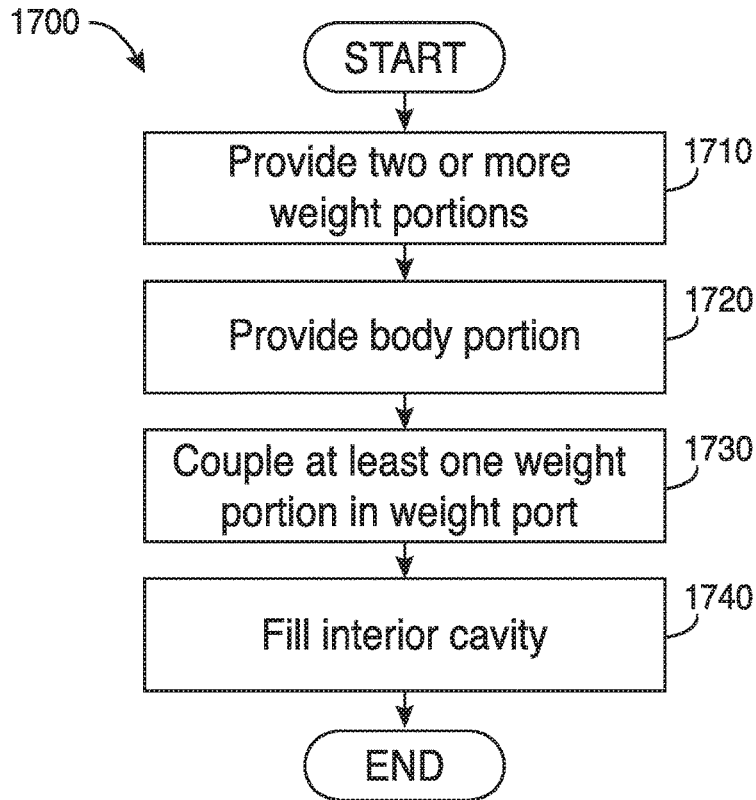 1700
START
Provide two or more
weight portions
1710
Provide body portion
1720
Couple at least one weight
portion in weight port
1730
Fill interior cavity
1740
END